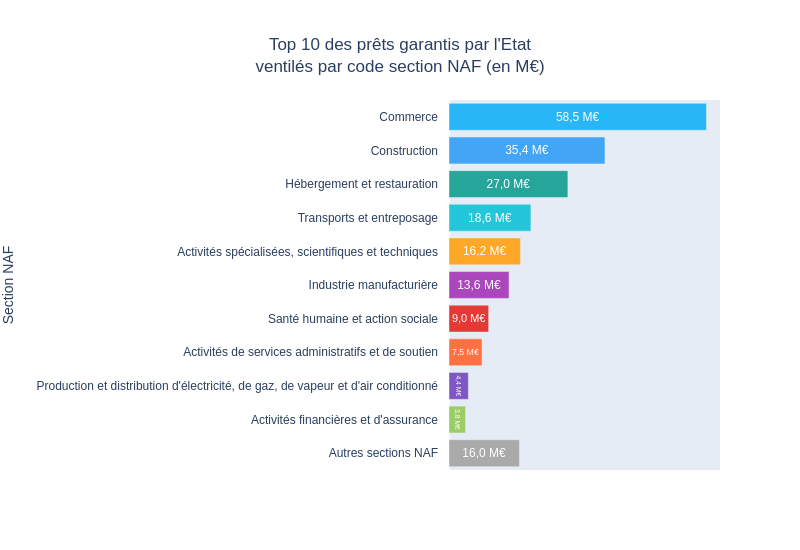 Top 10 des prêts garantis par l'Etat
ventilés par code section NAF (en M€)
Section NAF
Commerce 58,5 M€
Construction 35,4 M€
Hébergement et restauration 27,0 M€
Transports et entreposage 18,6 M€
Activités spécialisées, scientifiques et techniques 16,2 M€
Industrie manufacturière 13,6 M€
Santé humaine et action sociale 9,0 M€
Activités de services administratifs et de soutien 7,5 M€
Production et distribution d'électricité, de gaz, de vapeur et d'air conditionné 4,4 M€
Activités financières et d'assurance 3,8 M€
Autres sections NAF 16,0 M€